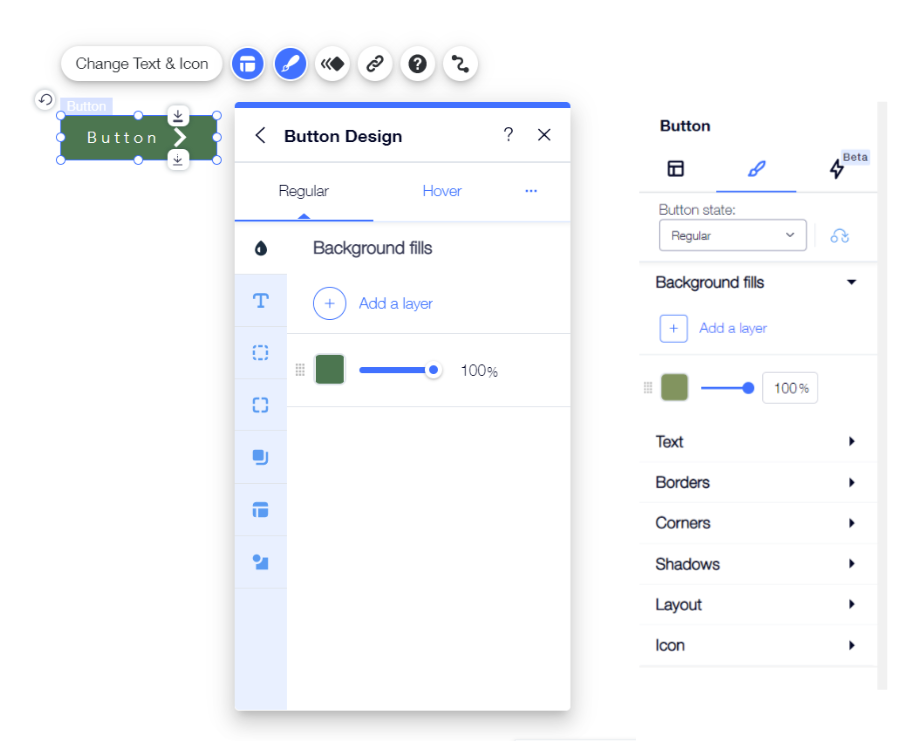 Change Text & Icon
?
Button
Button
Button Design
?
Regular
Hover
Background fills
T
Add a layer
100%
Button
Beta
Button state:
Regular
Background fills
Add a layer
100%
Text
Borders
Corners
Shadows
Layout
Icon